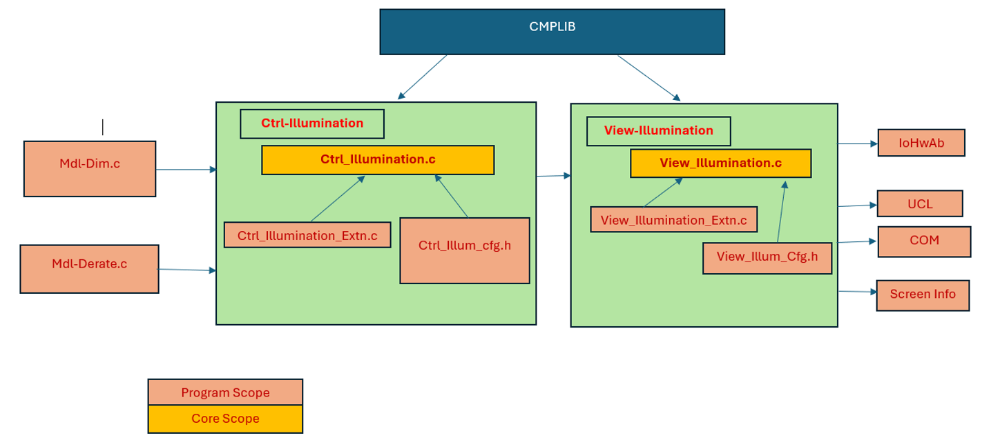 CMPLIB
Ctrl-Illumination
Ctrl_Illumination.c
Ctrl_Illumination_Extn.c
Ctrl_Illum_cfg.h
View-Illumination
View_Illumination.c
View_Illumination_Extn.c
View_Illum_Cfg.h
Mdl-Dim.c
Mdl-Derate.c
IoHwAb
UCL
COM
Screen Info
Program Scope
Core Scope